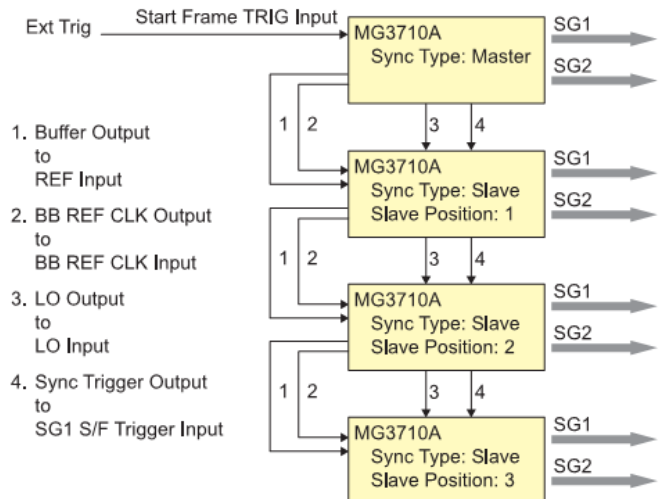 Ext Trig
Start Frame TRIG Input
MG3710A
Sync Type: Master
SG1
SG2
1 2 3 4
1. Buffer Output
to
REF Input
2. BB REF CLK Output
to
BB REF CLK Input
3. LO Output
to
LO Input
4. Sync Trigger Output
to
SG1 S/F Trigger Input
MG3710A
Sync Type: Slave
Slave Position: 1
SG1
SG2
1 2 3 4
MG3710A
Sync Type: Slave
Slave Position: 2
SG1
SG2
1 2 3 4
MG3710A
Sync Type: Slave
Slave Position: 3
SG1
SG2